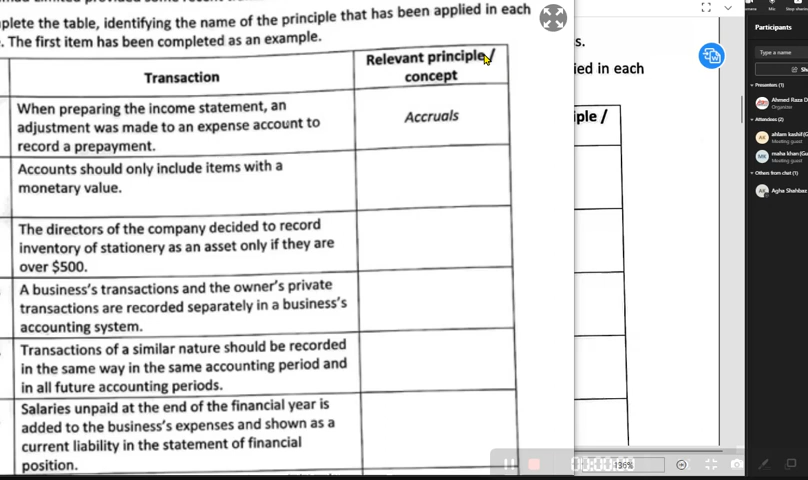 plete the table, identifying the name of the principle that has been applied in each
. The first item has been completed as an example.
Transaction
Relevant principle /
concept
When preparing the income statement, an
adjustment was made to an expense account to
record a prepayment.
Accruals
Accounts should only include items with a
monetary value.
The directors of the company decided to record
inventory of stationery as an asset only if they are
over $500.
A business's transactions and the owner's private
transactions are recorded separately in a business's
accounting system.
Transactions of a similar nature should be recorded
in the same way in the same accounting period and
in all future accounting periods.
Salaries unpaid at the end of the financial year is
added to the business's expenses and shown as a
current liability in the statement of financial
position.
s.
ied in each
iple /
Participants
Type a name
Presenters (1)
Ahmed Raza D
Organiser
Attendees (2)
AK
ahlam kashif (G
Meeting guest
MK
maha khan (Gu
Meeting guest
Others from chat (1)
Agha Shahbaz